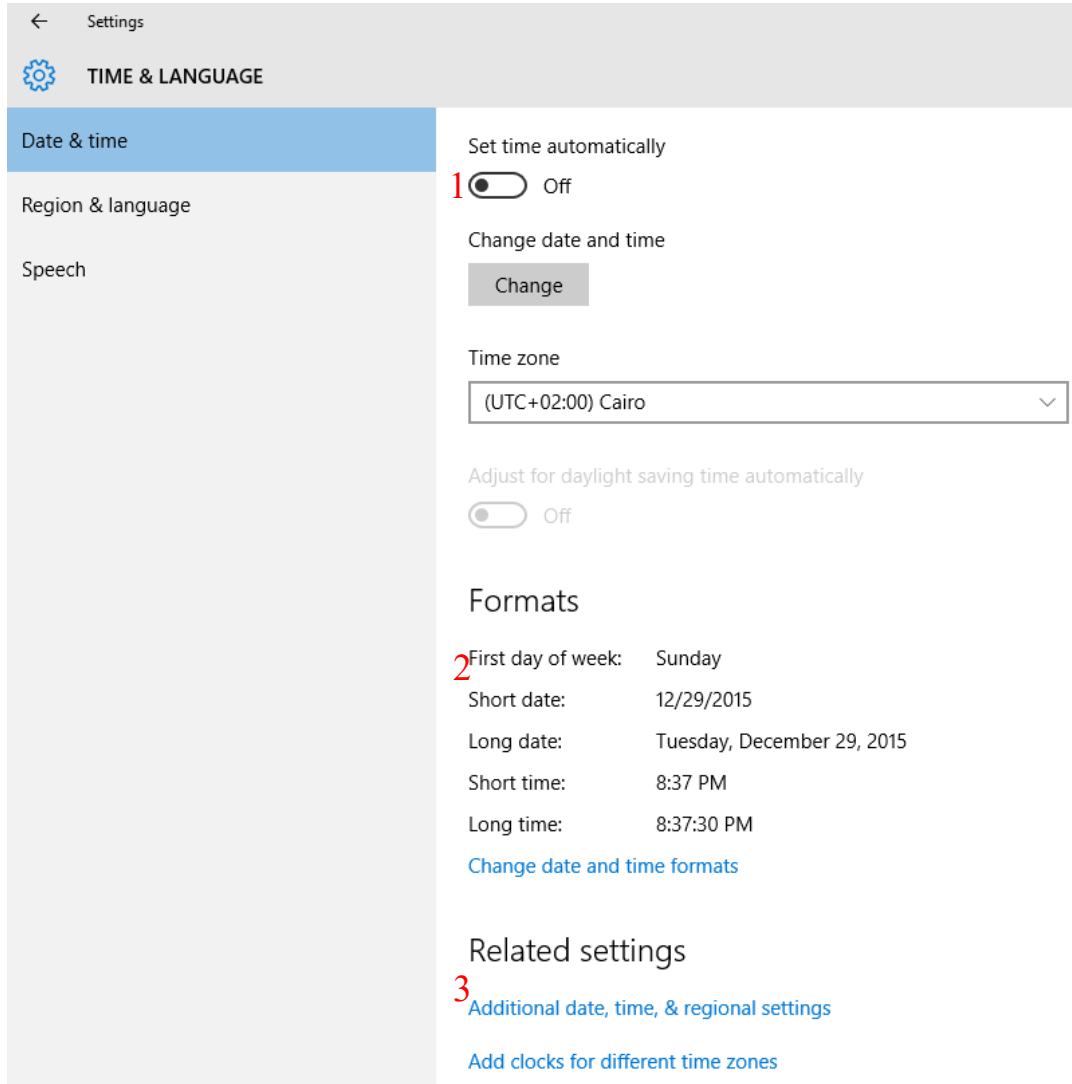 Settings
TIME & LANGUAGE
Date & time
Region & language
Speech
Set time automatically
1 Off
Change date and time
Change
Time zone
(UTC+02:00) Cairo
Adjust for daylight saving time automatically
Off
Formats
2 First day of week: Sunday
Short date: 12/29/2015
Long date: Tuesday, December 29, 2015
Short time: 8:37 PM
Long time: 8:37:30 PM
Change date and time formats
Related settings
3 Additional date, time, & regional settings
Add clocks for different time zones